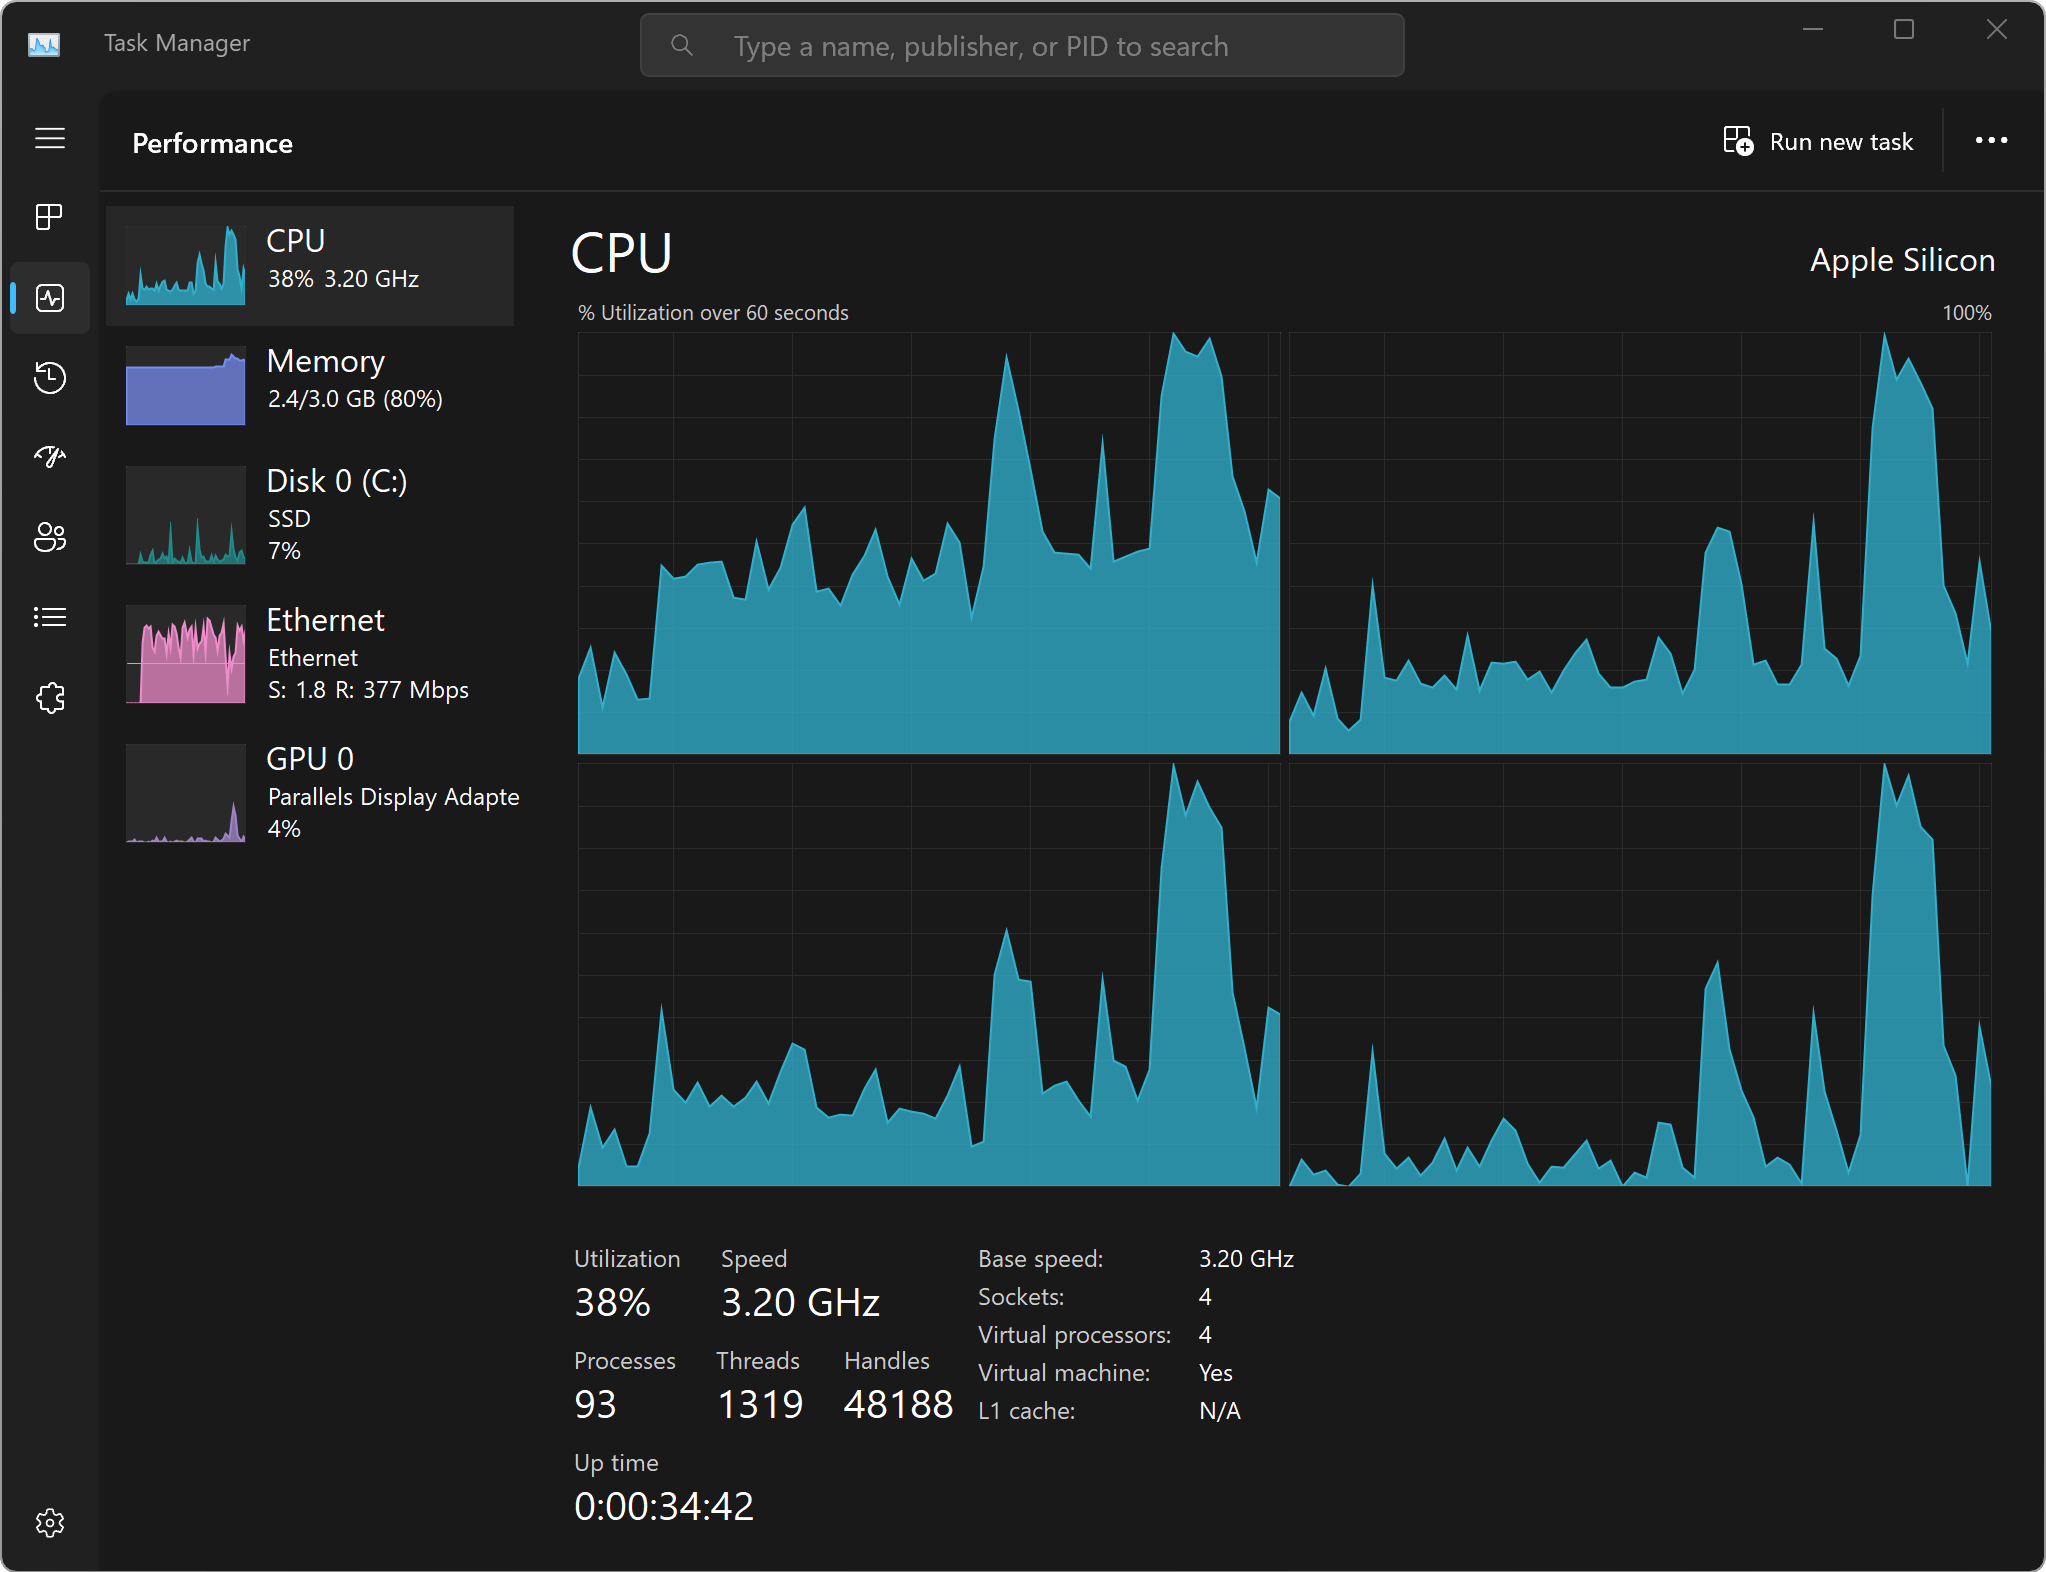 Task Manager
Type a name, publisher, or PID to search
Performance
Run new task
CPU
38% 3.20 GHz
Memory
2.4/3.0 GB (80%)
Disk 0 (C:)
SSD
7%
Ethernet
Ethernet
S: 1.8 R: 377 Mbps
GPU 0
Parallels Display Adapte
4%
CPU
Apple Silicon
% Utilization over 60 seconds
100%
Utilization
38%
Speed
3.20 GHz
Processes
93
Threads
1319
Handles
48188
Up time
0:00:34:42
Base speed: 3.20 GHz
Sockets: 4
Virtual processors: 4
Virtual machine: Yes
L1 cache: N/A